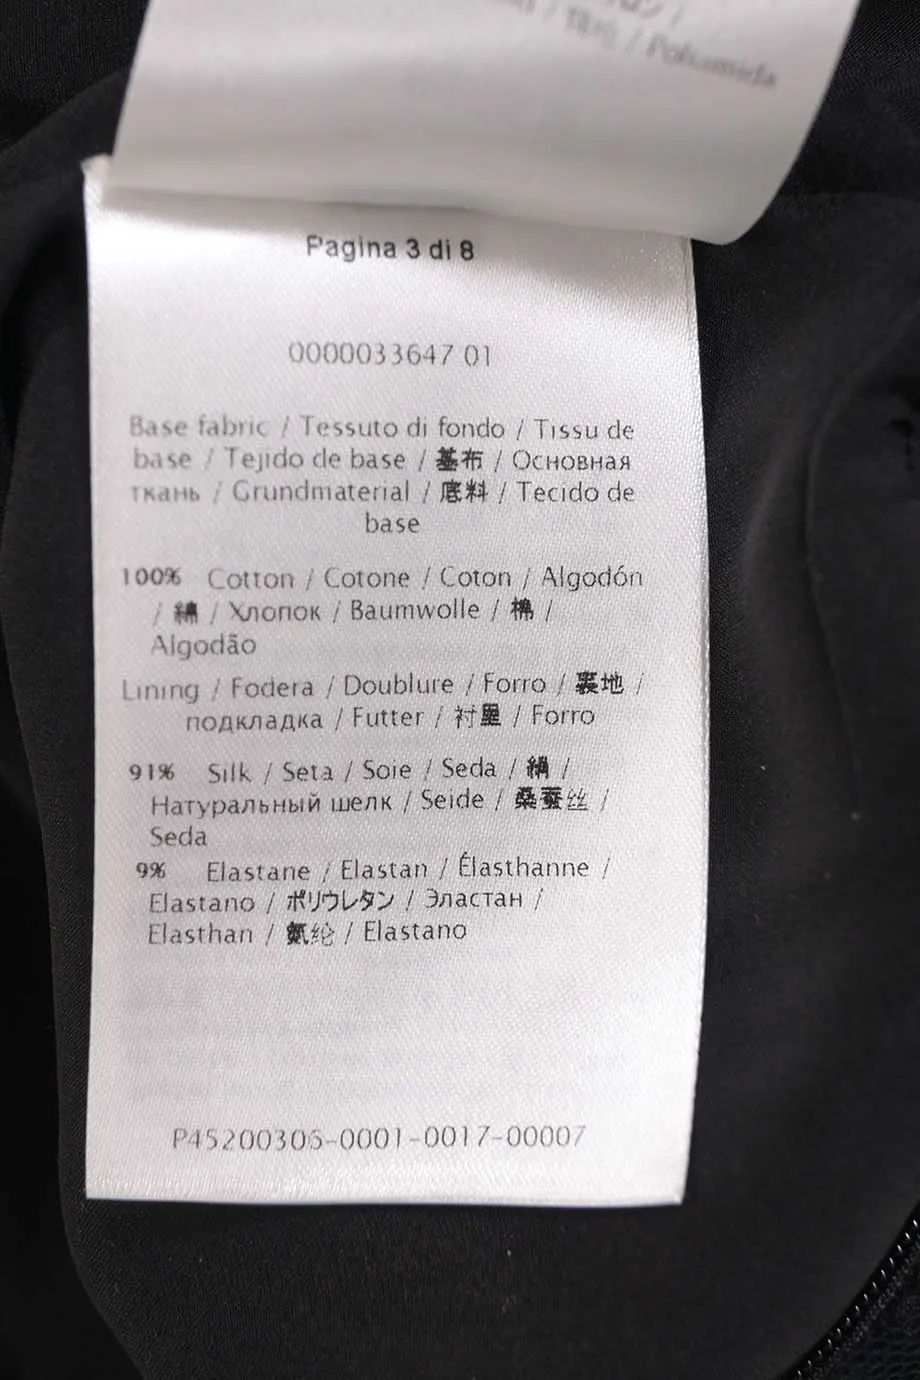 / Poliamida
Pagina 3 di 8
0000033647 01
Base fabric / Tessuto di fondo / Tissu de
base / Tejido de base / 基布 / Основная
ткань / Grundmaterial / 底料 / Tecido de
base
100% Cotton / Cotone / Coton / Algodón
/ 綿 / Хлопок / Baumwolle / 棉 /
Algodão
Lining / Fodera / Doublure / Forro / 裏地 /
подкладка / Futter / 衬里 / Forro
91% Silk / Seta / Soie / Seda / 絹 /
Натуральный шелк / Seide / 桑蚕丝 /
Seda
9% Elastane / Elastan / Élasthanne /
Elastano / ポリウレタン / Эластан /
Elasthan / 氨纶 / Elastano
P45200306-0001-0017-00007